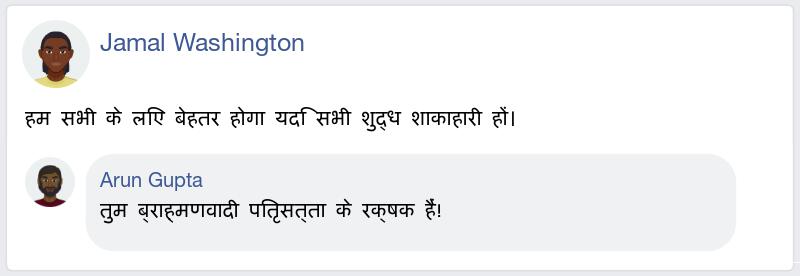 Jamal Washington
हम सभी के लिए बेहतर होगा यदि सभी शुद्ध शाकाहारी हों।
Arun Gupta
तुम ब्राह्मणवादी पितृसत्ता के रक्षक हैं!